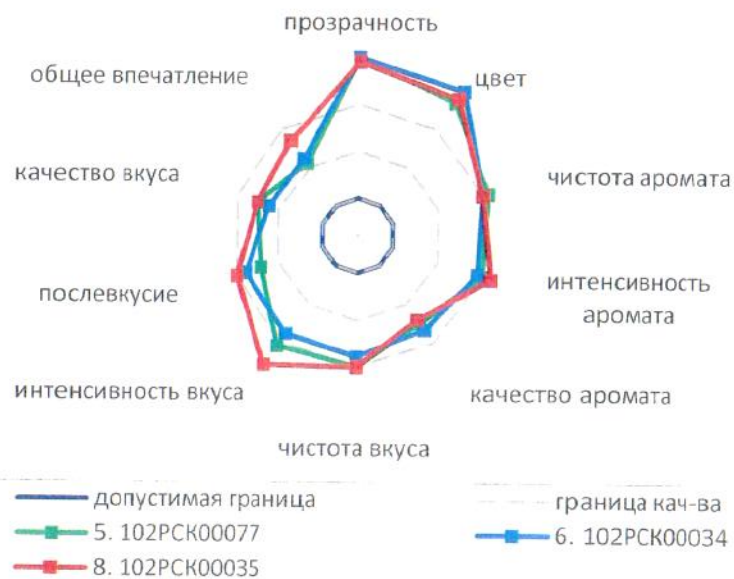 прозрачность
общее впечатление
цвет
качество вкуса
чистота аромата
послевкусие
интенсивность
аромата
интенсивность вкуса
качество аромата
чистота вкуса
допустимая граница
граница кач-ва
5. 102РСК00077
6. 102РСК00034
8. 102РСК00035